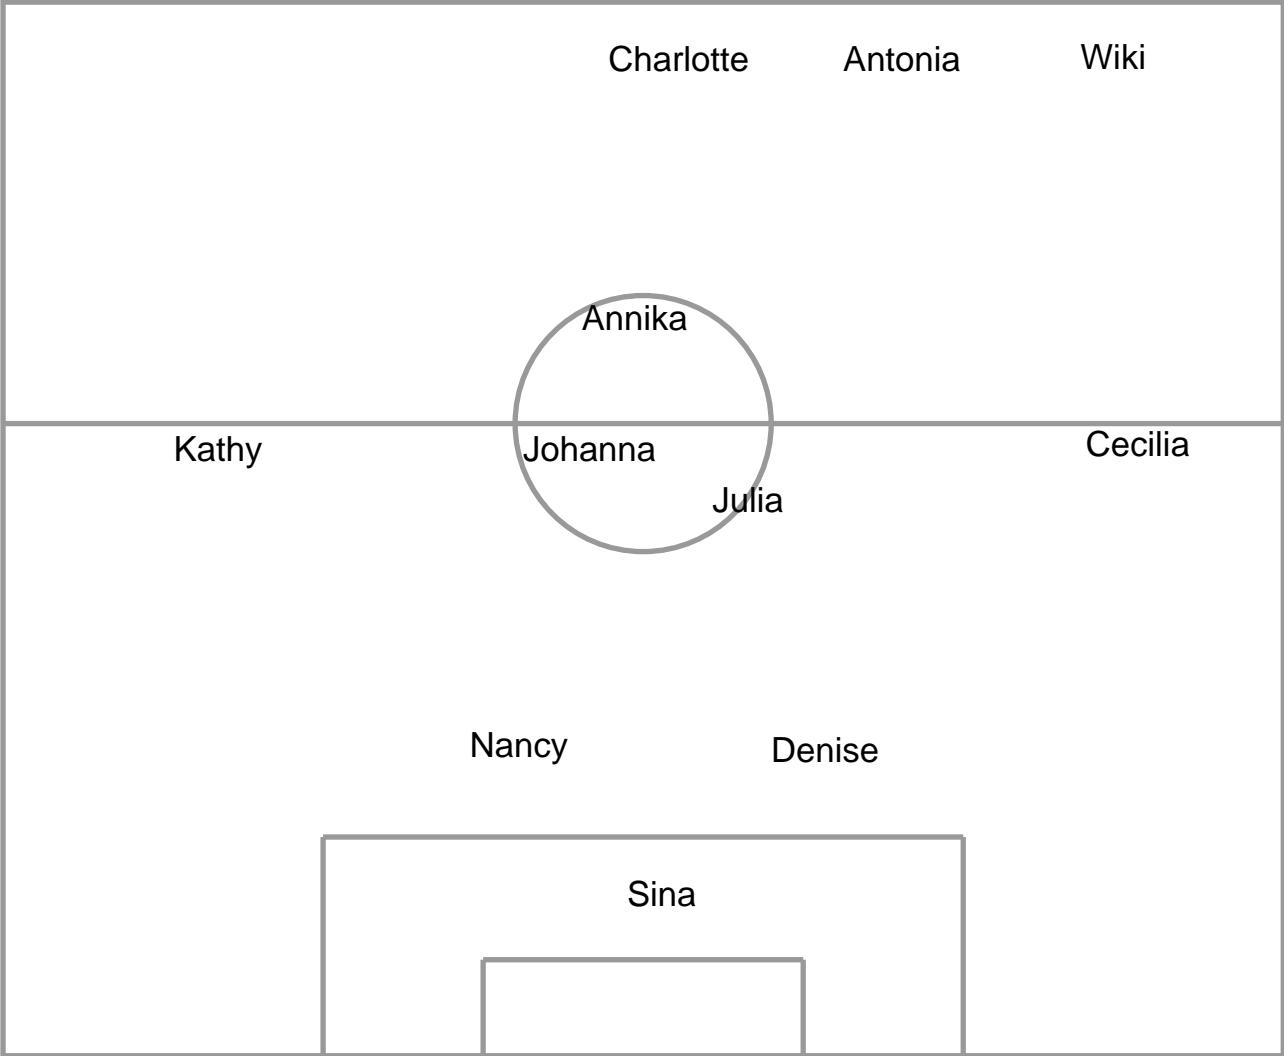 Charlotte Antonia Wiki
Annika
Kathy Johanna Cecilia
Julia
Nancy Denise
Sina